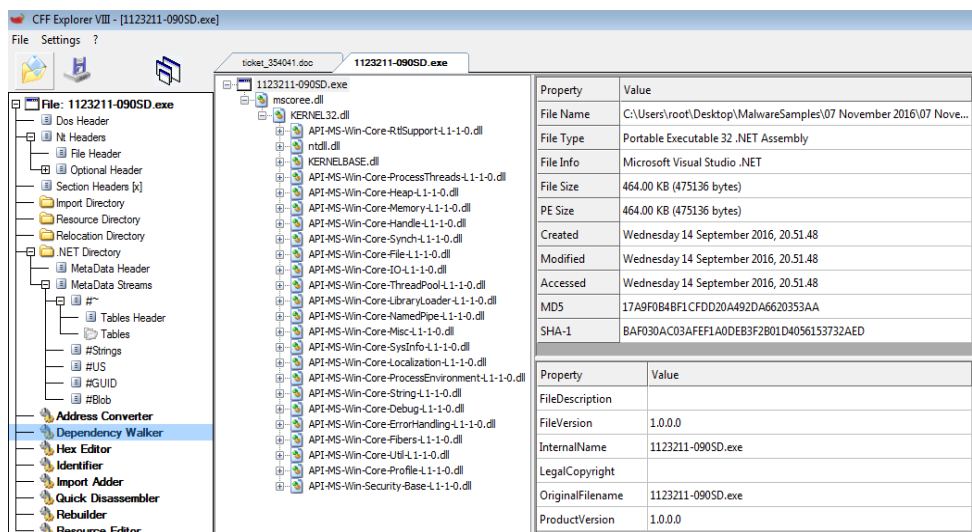 CFF Explorer VIII - [1123211-090SD.exe]
File Settings ?
ticket_354041.doc
1123211-090SD.exe
File: 1123211-090SD.exe
Dos Header
Nt Headers
File Header
Optional Header
Section Headers [x]
Import Directory
Resource Directory
Relocation Directory
.NET Directory
MetaData Header
MetaData Streams
#~
Tables Header
Tables
#Strings
#US
#GUID
#Blob
Address Converter
Dependency Walker
Hex Editor
Identifier
Import Adder
Quick Disassembler
Rebuilder
Resource Editor
1123211-090SD.exe
mscoree.dll
KERNEL32.dll
API-MS-Win-Core-RtlSupport-L1-1-0.dll
ntdll.dll
KERNELBASE.dll
API-MS-Win-Core-ProcessThreads-L1-1-0.dll
API-MS-Win-Core-Heap-L1-1-0.dll
API-MS-Win-Core-Memory-L1-1-0.dll
API-MS-Win-Core-Handle-L1-1-0.dll
API-MS-Win-Core-Synch-L1-1-0.dll
API-MS-Win-Core-File-L1-1-0.dll
API-MS-Win-Core-IO-L1-1-0.dll
API-MS-Win-Core-ThreadPool-L1-1-0.dll
API-MS-Win-Core-LibraryLoader-L1-1-0.dll
API-MS-Win-Core-NamedPipe-L1-1-0.dll
API-MS-Win-Core-Misc-L1-1-0.dll
API-MS-Win-Core-SysInfo-L1-1-0.dll
API-MS-Win-Core-Localization-L1-1-0.dll
API-MS-Win-Core-ProcessEnvironment-L1-1-0.dll
API-MS-Win-Core-String-L1-1-0.dll
API-MS-Win-Core-Debug-L1-1-0.dll
API-MS-Win-Core-ErrorHandling-L1-1-0.dll
API-MS-Win-Core-Fibers-L1-1-0.dll
API-MS-Win-Core-Util-L1-1-0.dll
API-MS-Win-Core-Profile-L1-1-0.dll
API-MS-Win-Security-Base-L1-1-0.dll
Property Value
File Name C:\Users\root\Desktop\MalwareSamples\07 November 2016\07 Nove...
File Type Portable Executable 32 .NET Assembly
File Info Microsoft Visual Studio .NET
File Size 464.00 KB (475136 bytes)
PE Size 464.00 KB (475136 bytes)
Created Wednesday 14 September 2016, 20.51.48
Modified Wednesday 14 September 2016, 20.51.48
Accessed Wednesday 14 September 2016, 20.51.48
MD5 17A9F0B4BF1CFDD20A492DA6620353AA
SHA-1 BAF030AC03AFEF1A0DEB3F2B01D4056153732AED
Property Value
FileDescription
FileVersion 1.0.0.0
InternalName 1123211-090SD.exe
LegalCopyright
OriginalFilename 1123211-090SD.exe
ProductVersion 1.0.0.0